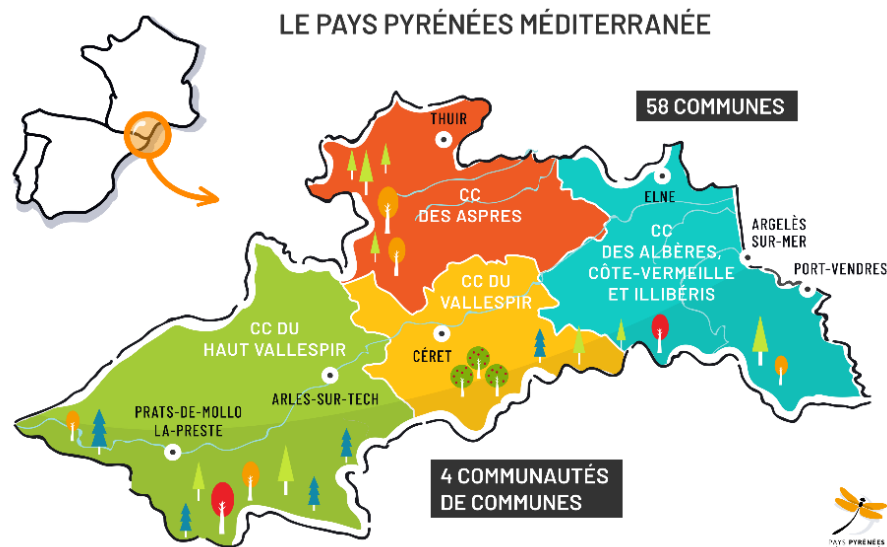 LE PAYS PYRÉNÉES MÉDITERRANÉE
58 COMMUNES
THUIR
CC
DES ASPRES
ELNE
CC
DES ALBÈRES,
CÔTE-VERMEILLE
ET ILLIBÉRIS
ARGELÈS
SUR-MER
PORT-VENDRES
CC DU
VALLESPIR
CÉRET
CC DU
HAUT VALLESPIR
ARLES-SUR-TECH
PRATS-DE-MOLLO
LA-PRESTE
4 COMMUNAUTÉS
DE COMMUNES
PAYS PYRÉNÉES